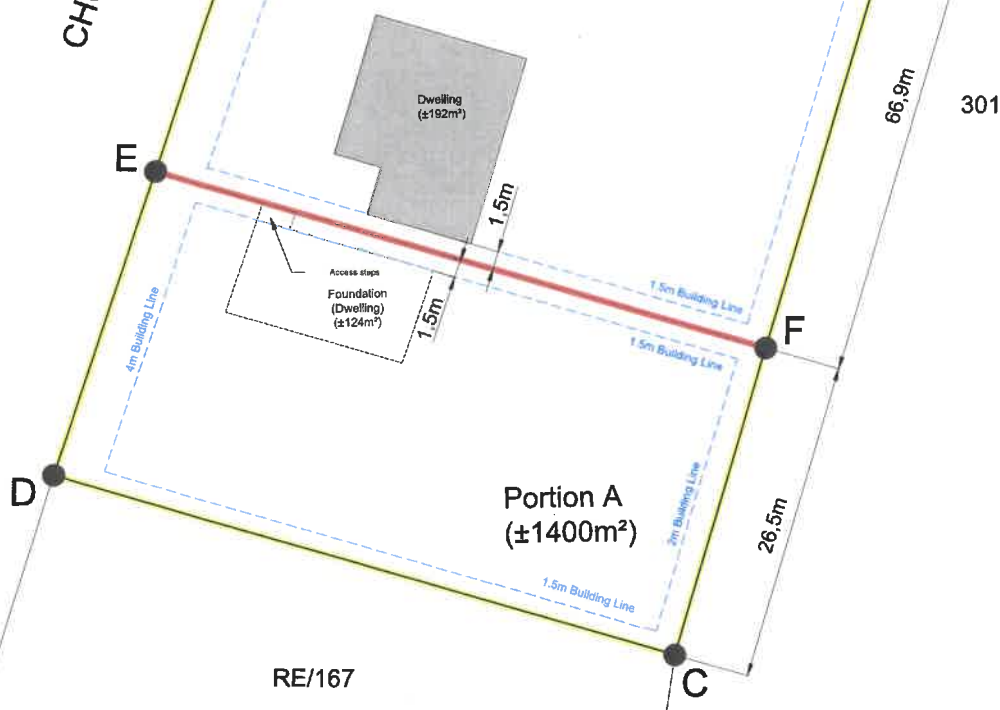 CH
Dwelling
(±192m²)
66,9m
301
E
1,5m
Access steps
Foundation
(Dwelling)
(±124m²)
1,5m
1.5m Building Line
1.5m Building Line
F
4m Building Line
D
Portion A
(±1400m²)
2m Building Line
26,5m
1.5m Building Line
RE/167
C